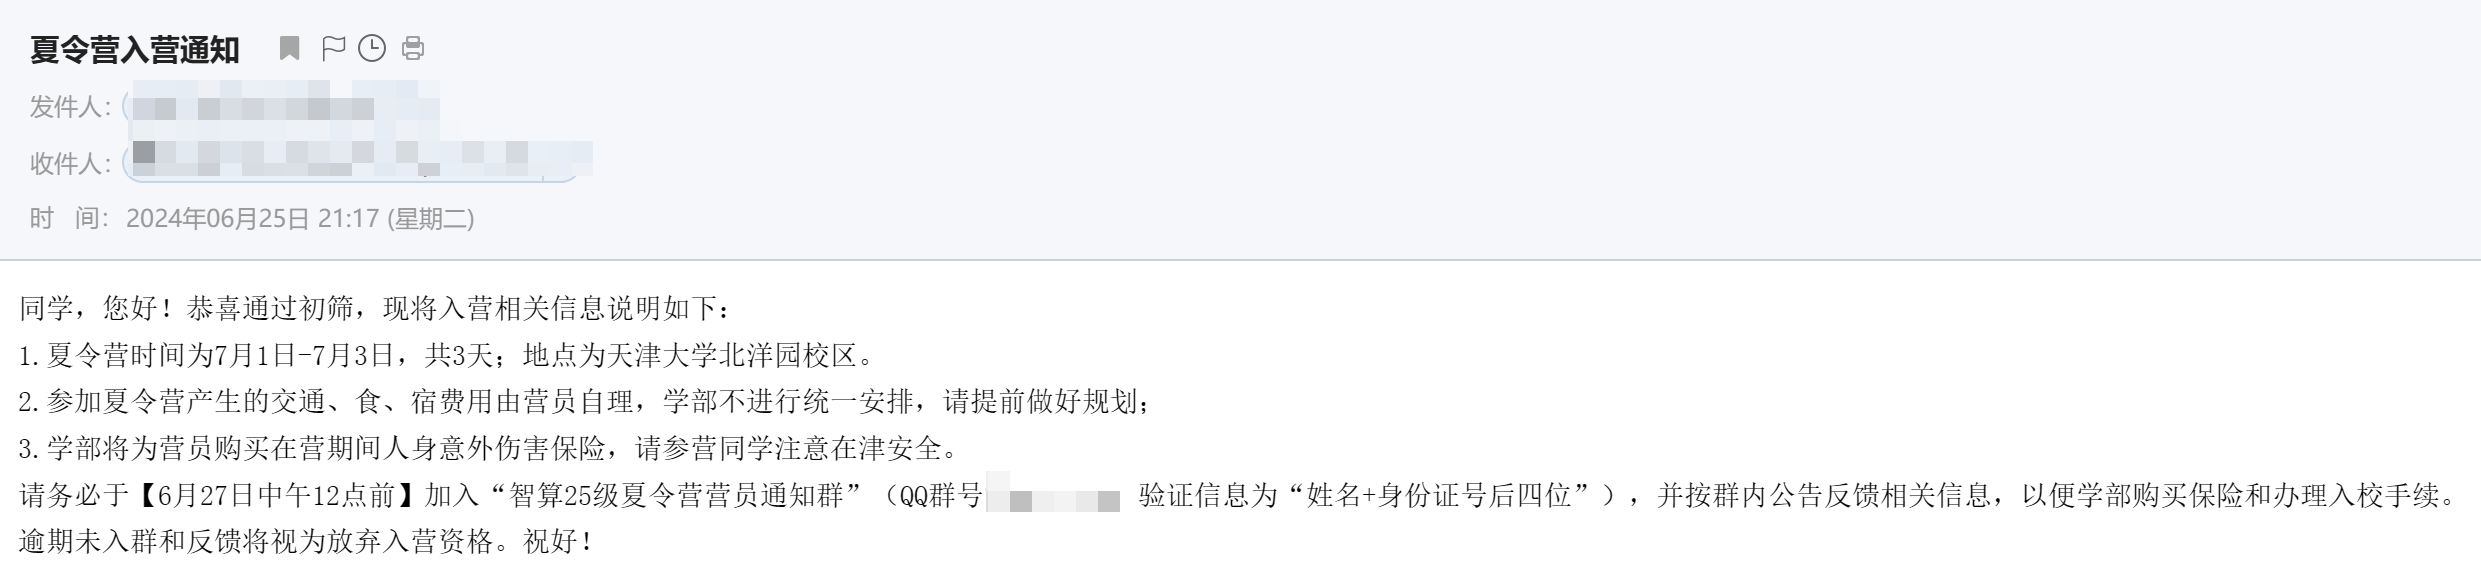 夏令营入营通知
发件人：
收件人：
时 间： 2024年06月25日 21:17 (星期二)
同学，您好！恭喜通过初筛，现将入营相关信息说明如下：
1.夏令营时间为7月1日-7月3日，共3天；地点为天津大学北洋园校区。
2.参加夏令营产生的交通、食、宿费用由营员自理，学部不进行统一安排，请提前做好规划；
3.学部将为营员购买在营期间人身意外伤害保险，请参营同学注意在津安全。
请务必于【6月27日中午12点前】加入“智算25级夏令营营员通知群”（QQ群号 验证信息为“姓名+身份证号后四位”），并按群内公告反馈相关信息，以便学部购买保险和办理入校手续。
逾期未入群和反馈将视为放弃入营资格。祝好！